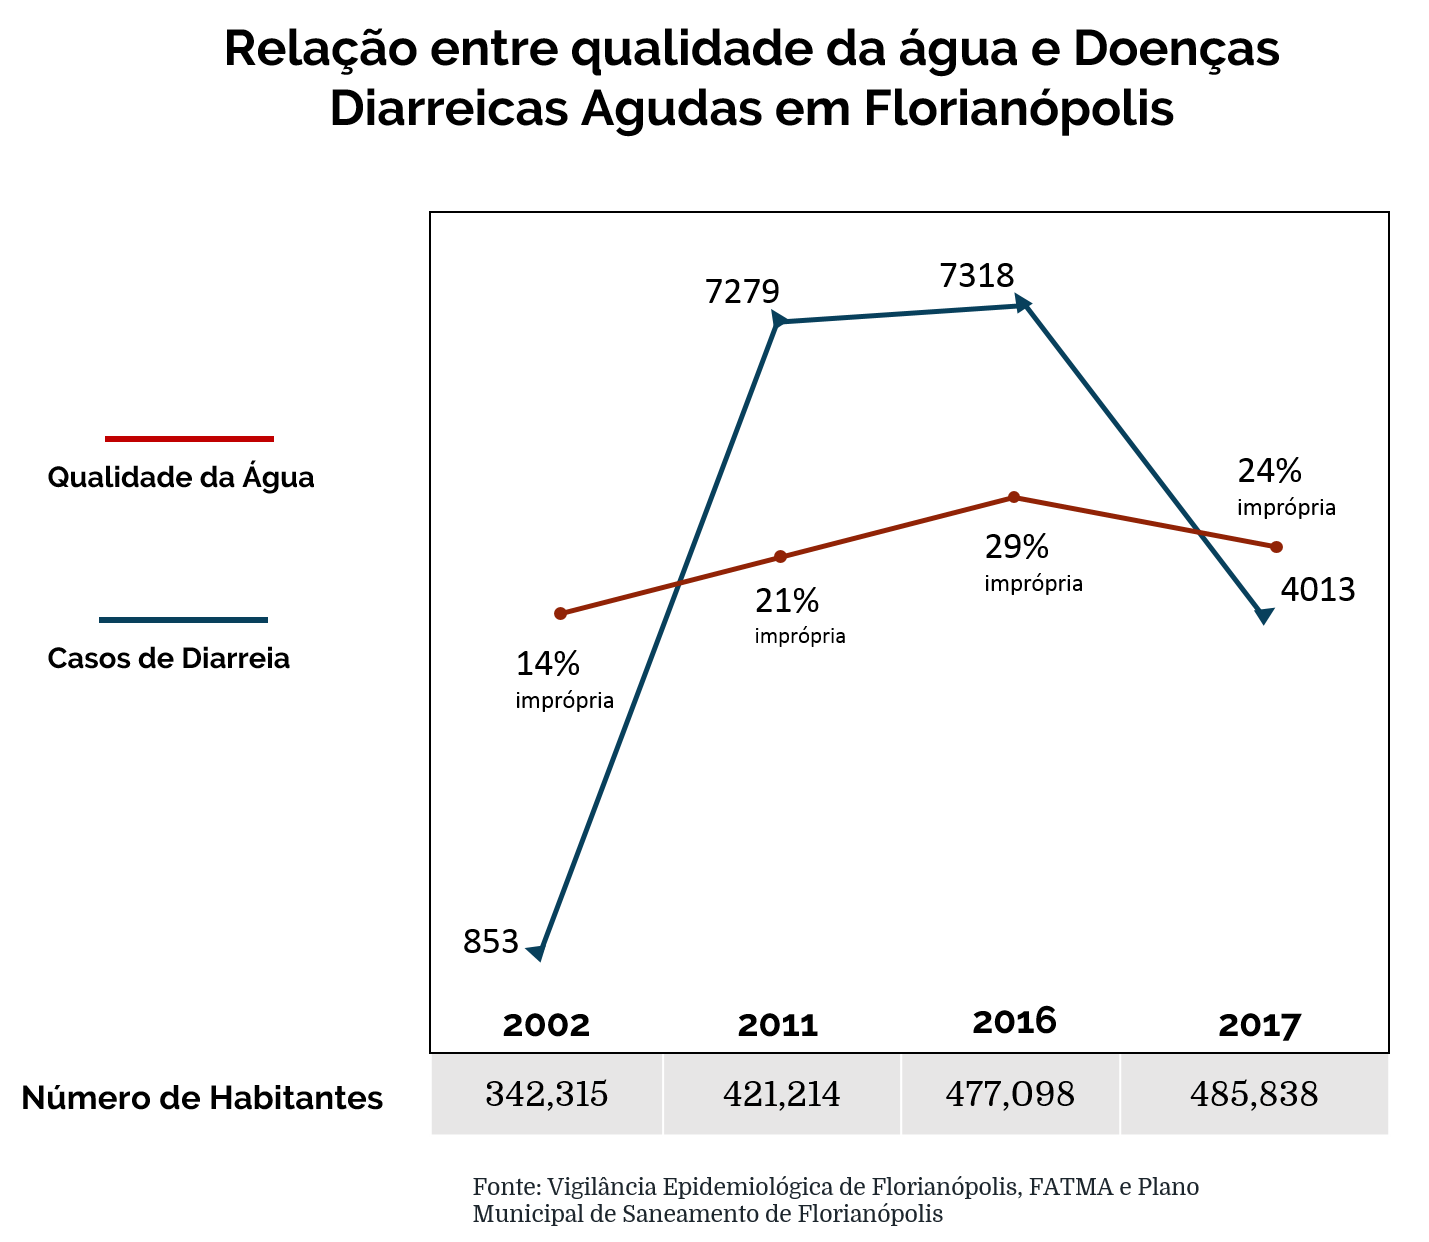 Relação entre qualidade da água e Doenças
Diarreicas Agudas em Florianópolis
7279
7318
Qualidade da Água
24%
imprópria
29%
imprópria
4013
21%
imprópria
Casos de Diarreia
14%
imprópria
853
2002
2011
2016
2017
Número de Habitantes
342,315
421,214
477,098
485,838
Fonte: Vigilância Epidemiológica de Florianópolis, FATMA e Plano
Municipal de Saneamento de Florianópolis